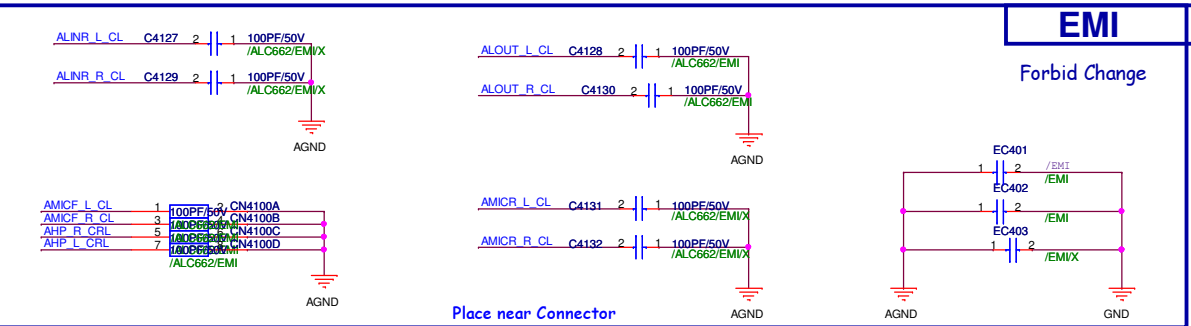 EMI
Forbid Change
ALINR_L_CL C4127 2 1 100PF/50V
/ALC662/EMI/X
ALINR_R_CL C4129 2 1 100PF/50V
/ALC662/EMI/X
AGND
ALOUT_L_CL C4128 2 1 100PF/50V
/ALC662/EMI
ALOUT_R_CL C4130 2 1 100PF/50V
/ALC662/EMI
AGND
AMICF_L_CL 1 2 CN4100A
100PF/50V
AMICF_R_CL 3 CN4100B
AHP_R_CRL 5 CN4100C
AHP_L_CRL 7 CN4100D
100PF/50V
/ALC662/EMI
AGND
AMICR_L_CL C4131 2 1 100PF/50V
/ALC662/EMI/X
AMICR_R_CL C4132 2 1 100PF/50V
/ALC662/EMI/X
AGND
Place near Connector
EC401
1 2 /EMI
/EMI
EC402
1 2 /EMI
EC403
1 2 /EMI/X
AGND
GND